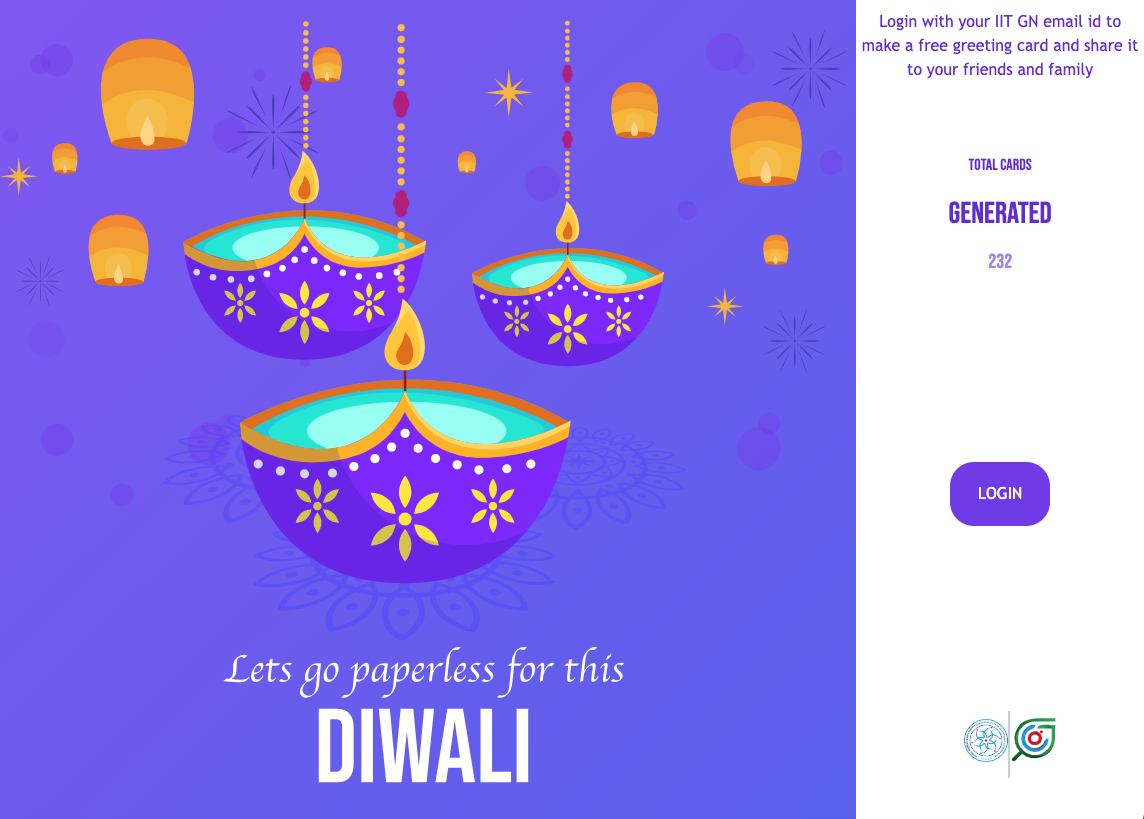 Lets go paperless for this
DIWALI
Login with your IIT GN email id to
make a free greeting card and share it
to your friends and family
TOTAL CARDS
GENERATED
232
LOGIN